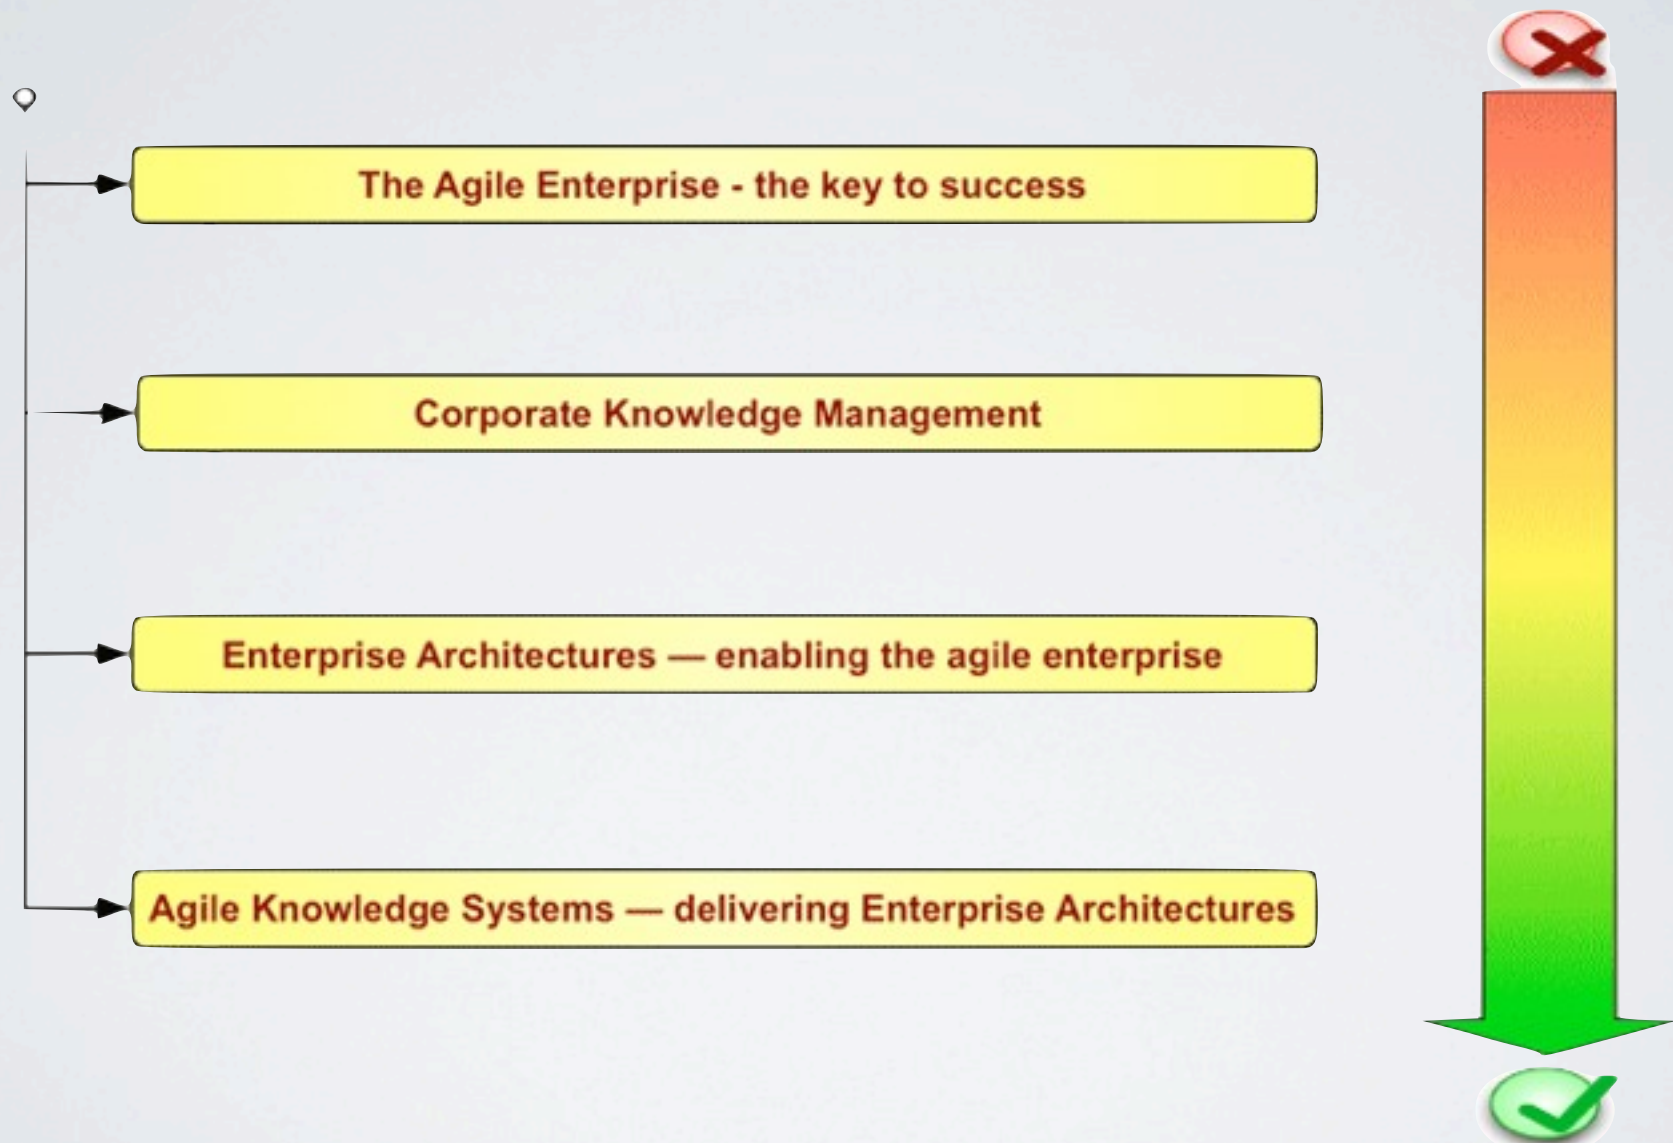 The Agile Enterprise - the key to success
Corporate Knowledge Management
Enterprise Architectures — enabling the agile enterprise
Agile Knowledge Systems — delivering Enterprise Architectures